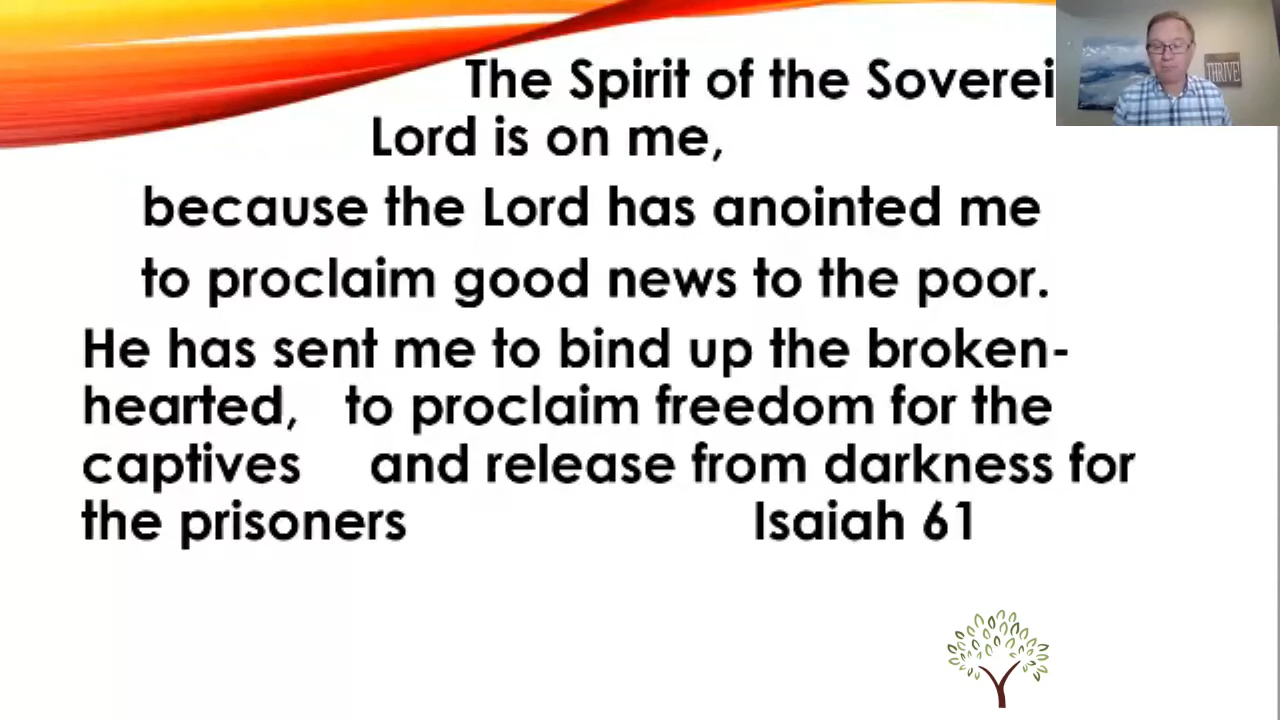 The Spirit of the Soverei
Lord is on me,
because the Lord has anointed me
to proclaim good news to the poor.
He has sent me to bind up the broken-
hearted, to proclaim freedom for the
captives and release from darkness for
the prisoners Isaiah 61
THRIVE!